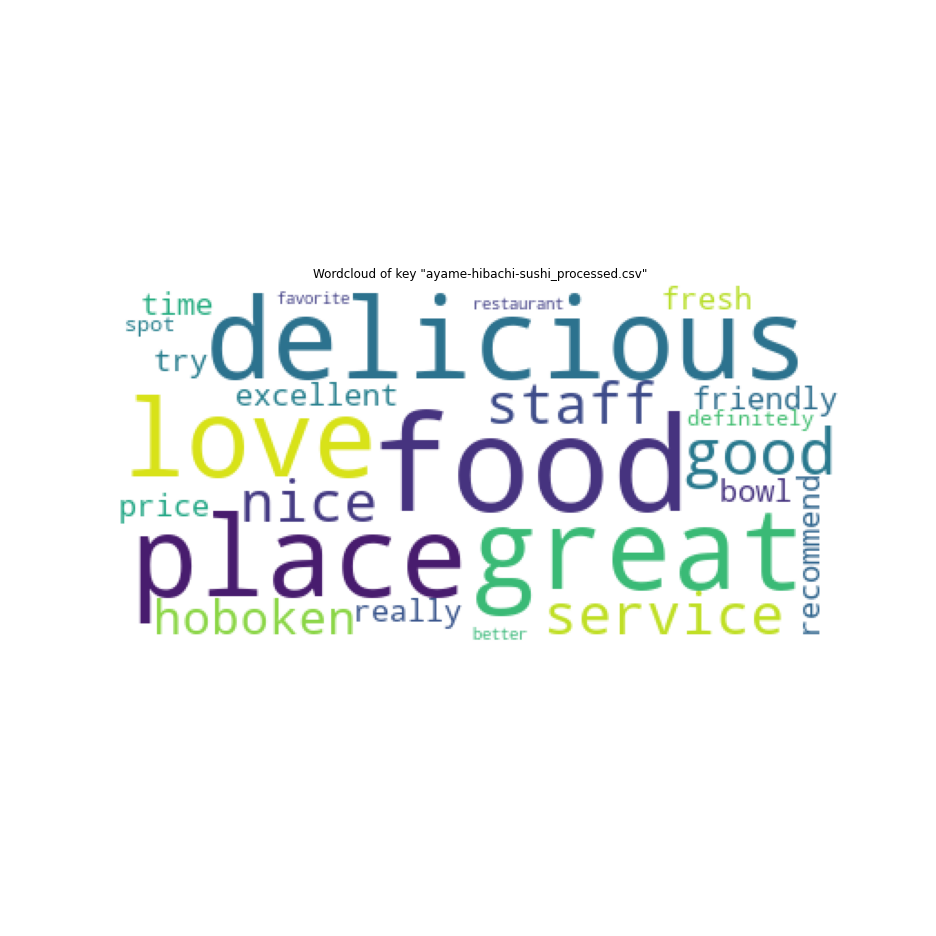 Wordcloud of key "ayame-hibachi-sushi_processed.csv"
time
favorite
restaurant
fresh
spot
delicious
try
excellent
staff
friendly
definitely
love
food
good
price
nice
bowl
place
great
recommend
hoboken
really
service
better